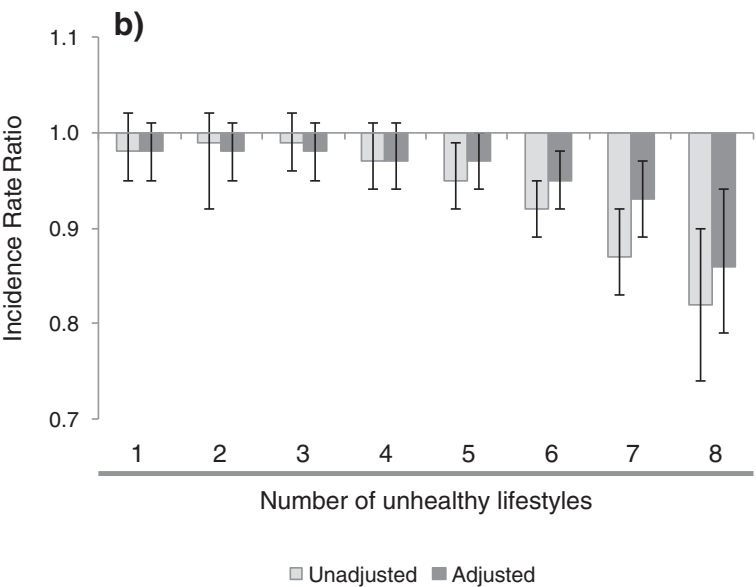 b)
1.1
1.0
0.9
0.8
0.7
Incidence Rate Ratio
1 2 3 4 5 6 7 8
Number of unhealthy lifestyles
Unadjusted Adjusted